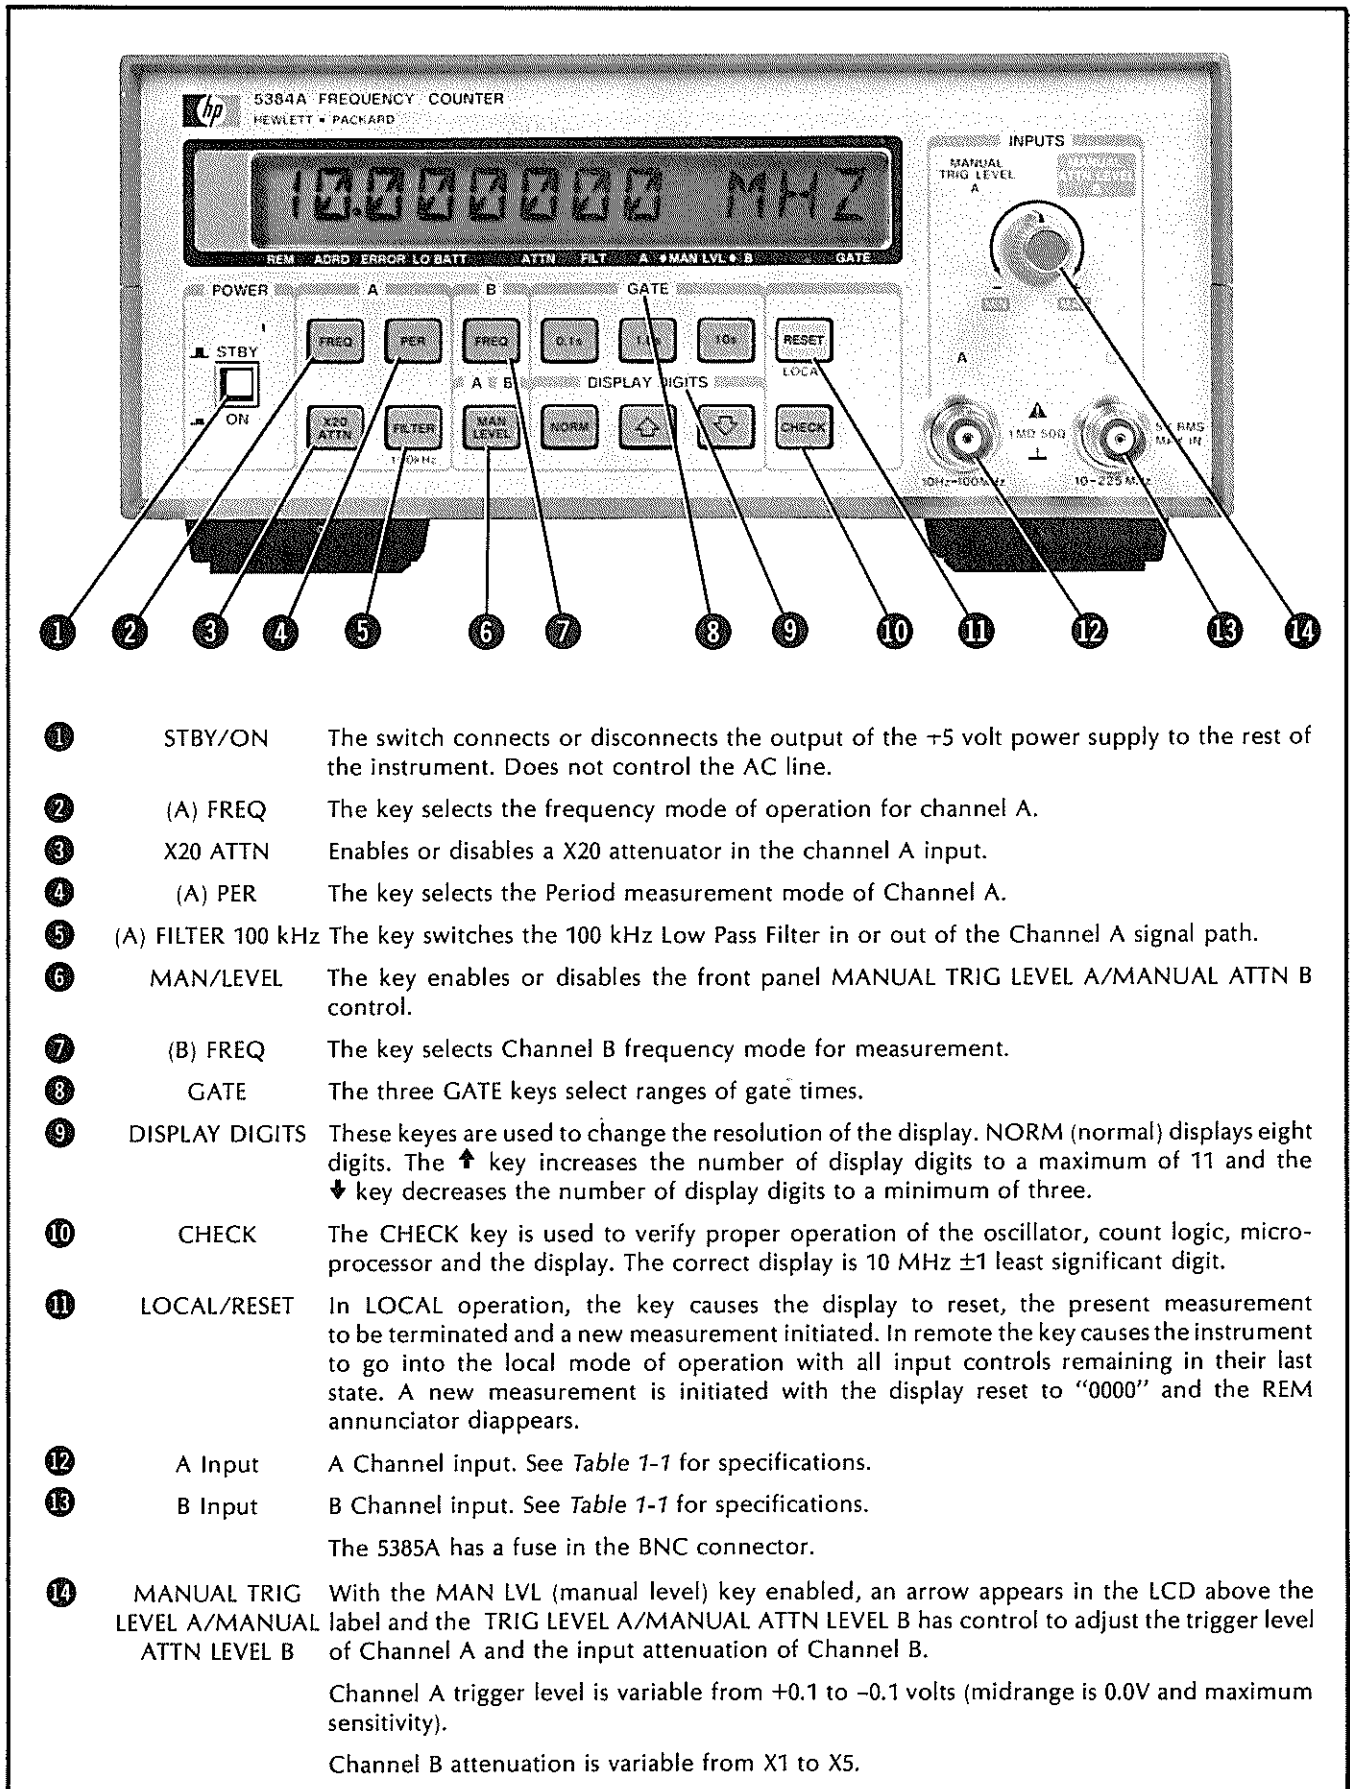 hp
5384A FREQUENCY COUNTER
HEWLETT • PACKARD
10.000000 MHZ
REM ADRD ERROR LO BATT ATTN FILT A MAN LVL B GATE
INPUTS
MANUAL
TRIG LEVEL
A
MANUAL
ATTN LEVEL
POWER
A
B
GATE
STBY
ON
FREQ
PER
FREQ
0.1s
1.0s
10s
RESET
A B
DISPLAY DIGITS
X20
ATTN
FILTER
MAN
LEVEL
NORM
CHECK
A
1MΩ 50Ω
10Hz-100MHz
10-225 MHz
1 2 3 4 5 6 7 8 9 10 11 12 13 14
1 STBY/ON The switch connects or disconnects the output of the +5 volt power supply to the rest of
the instrument. Does not control the AC line.
2 (A) FREQ The key selects the frequency mode of operation for channel A.
3 X20 ATTN Enables or disables a X20 attenuator in the channel A input.
4 (A) PER The key selects the Period measurement mode of Channel A.
5 (A) FILTER 100 kHz The key switches the 100 kHz Low Pass Filter in or out of the Channel A signal path.
6 MAN/LEVEL The key enables or disables the front panel MANUAL TRIG LEVEL A/MANUAL ATTN B
control.
7 (B) FREQ The key selects Channel B frequency mode for measurement.
8 GATE The three GATE keys select ranges of gate times.
9 DISPLAY DIGITS These keyes are used to change the resolution of the display. NORM (normal) displays eight
digits. The ↑ key increases the number of display digits to a maximum of 11 and the
↓ key decreases the number of display digits to a minimum of three.
10 CHECK The CHECK key is used to verify proper operation of the oscillator, count logic, micro-
processor and the display. The correct display is 10 MHz ±1 least significant digit.
11 LOCAL/RESET In LOCAL operation, the key causes the display to reset, the present measurement
to be terminated and a new measurement initiated. In remote the key causes the instrument
to go into the local mode of operation with all input controls remaining in their last
state. A new measurement is initiated with the display reset to "0000" and the REM
annunciator diappears.
12 A Input A Channel input. See Table 1-1 for specifications.
13 B Input B Channel input. See Table 1-1 for specifications.
The 5385A has a fuse in the BNC connector.
14 MANUAL TRIG With the MAN LVL (manual level) key enabled, an arrow appears in the LCD above the
LEVEL A/MANUAL label and the TRIG LEVEL A/MANUAL ATTN LEVEL B has control to adjust the trigger level
ATTN LEVEL B of Channel A and the input attenuation of Channel B.
Channel A trigger level is variable from +0.1 to -0.1 volts (midrange is 0.0V and maximum
sensitivity).
Channel B attenuation is variable from X1 to X5.